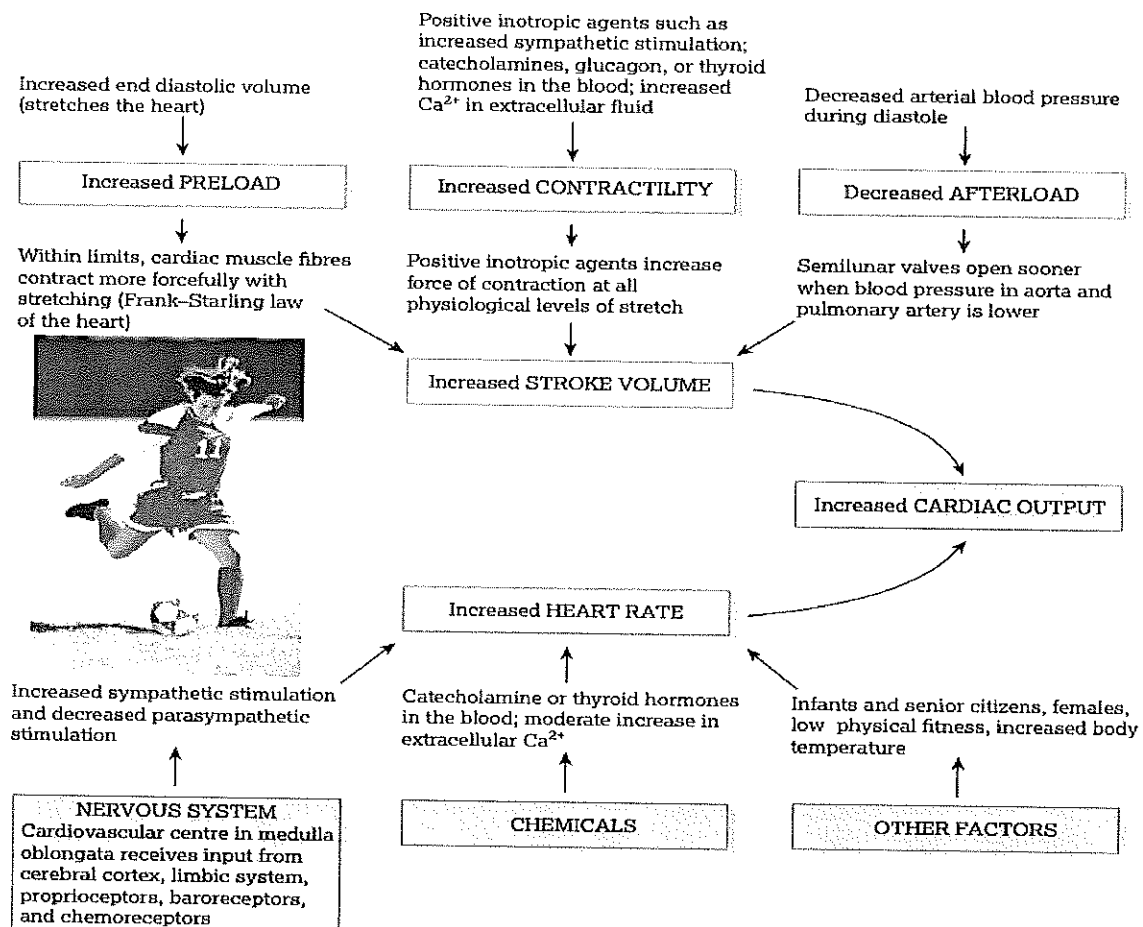 Positive inotropic agents such as
increased sympathetic stimulation;
catecholamines, glucagon, or thyroid
hormones in the blood; increased
Ca²⁺ in extracellular fluid
Increased end diastolic volume
(stretches the heart)
Decreased arterial blood pressure
during diastole
Increased PRELOAD
Increased CONTRACTILITY
Decreased AFTERLOAD
Within limits, cardiac muscle fibres
contract more forcefully with
stretching (Frank–Starling law
of the heart)
Positive inotropic agents increase
force of contraction at all
physiological levels of stretch
Semilunar valves open sooner
when blood pressure in aorta and
pulmonary artery is lower
Increased STROKE VOLUME
11
Increased CARDIAC OUTPUT
Increased HEART RATE
Increased sympathetic stimulation
and decreased parasympathetic
stimulation
Catecholamine or thyroid hormones
in the blood; moderate increase in
extracellular Ca²⁺
Infants and senior citizens, females,
low physical fitness, increased body
temperature
NERVOUS SYSTEM
Cardiovascular centre in medulla
oblongata receives input from
cerebral cortex, limbic system,
proprioceptors, baroreceptors,
and chemoreceptors
CHEMICALS
OTHER FACTORS